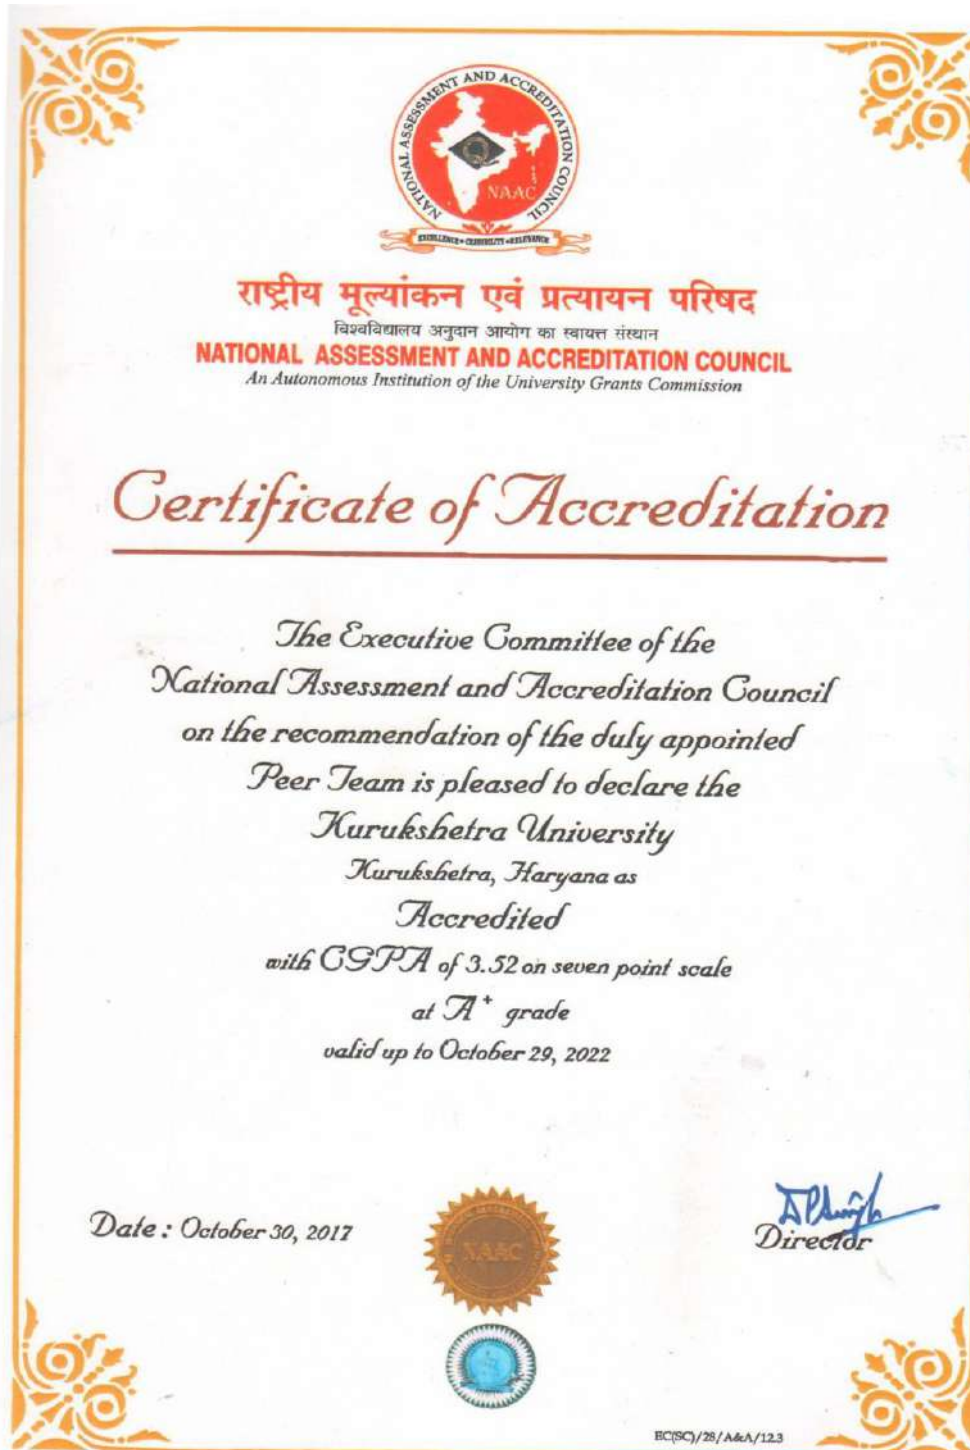 NATIONAL ASSESSMENT AND ACCREDITATION COUNCIL
NAAC
EXCELLENCE • CREDIBILITY • RELEVANCE
राष्ट्रीय मूल्यांकन एवं प्रत्यायन परिषद
विश्वविद्यालय अनुदान आयोग का स्वायत्त संस्थान
NATIONAL ASSESSMENT AND ACCREDITATION COUNCIL
An Autonomous Institution of the University Grants Commission
Certificate of Accreditation
The Executive Committee of the
National Assessment and Accreditation Council
on the recommendation of the duly appointed
Peer Team is pleased to declare the
Kurukshetra University
Kurukshetra, Haryana as
Accredited
with CGPA of 3.52 on seven point scale
at A+ grade
valid up to October 29, 2022
Date : October 30, 2017
NAAC
Director
EC(SC)/28/A&A/12.3